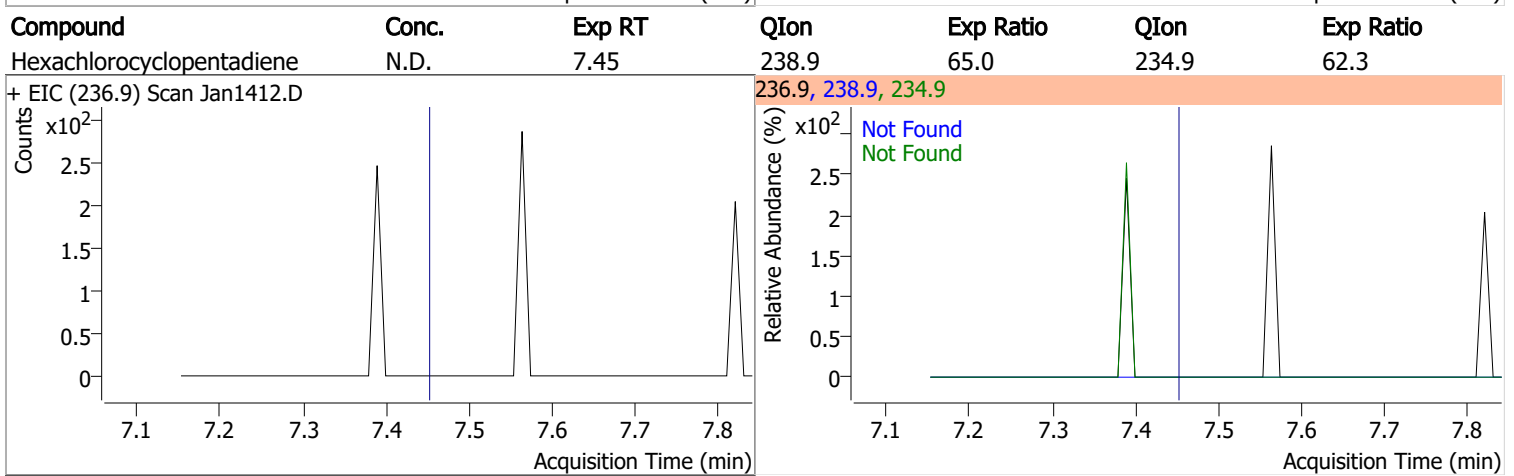 Compound Conc. Exp RT QIon Exp Ratio QIon Exp Ratio
Hexachlorocyclopentadiene N.D. 7.45 238.9 65.0 234.9 62.3
+ EIC (236.9) Scan Jan1412.D
Counts
x10²
2.5
2
1.5
1
0.5
0
7.1 7.2 7.3 7.4 7.5 7.6 7.7 7.8
Acquisition Time (min)
236.9, 238.9, 234.9
Relative Abundance (%)
x10²
Not Found
Not Found
2.5
2
1.5
1
0.5
0
7.1 7.2 7.3 7.4 7.5 7.6 7.7 7.8
Acquisition Time (min)